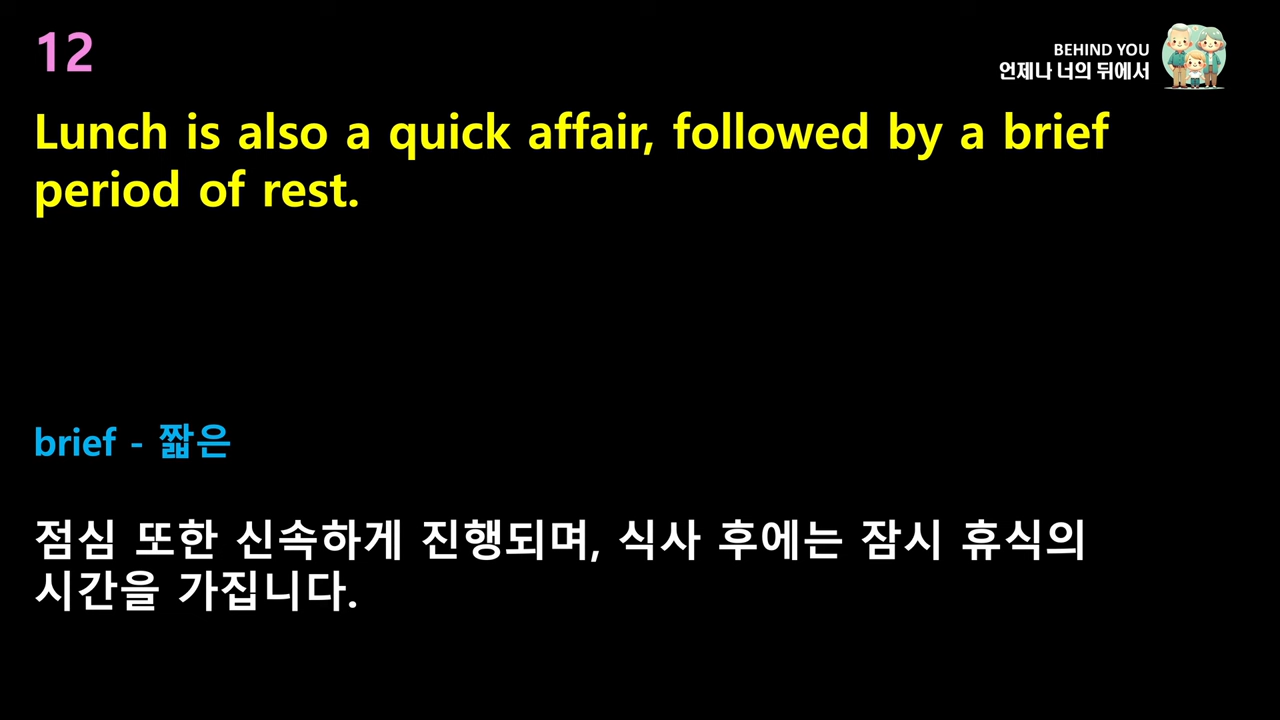 12
BEHIND YOU
언제나 너의 뒤에서
Lunch is also a quick affair, followed by a brief
period of rest.
brief - 짧은
점심 또한 신속하게 진행되며, 식사 후에는 잠시 휴식의
시간을 가집니다.